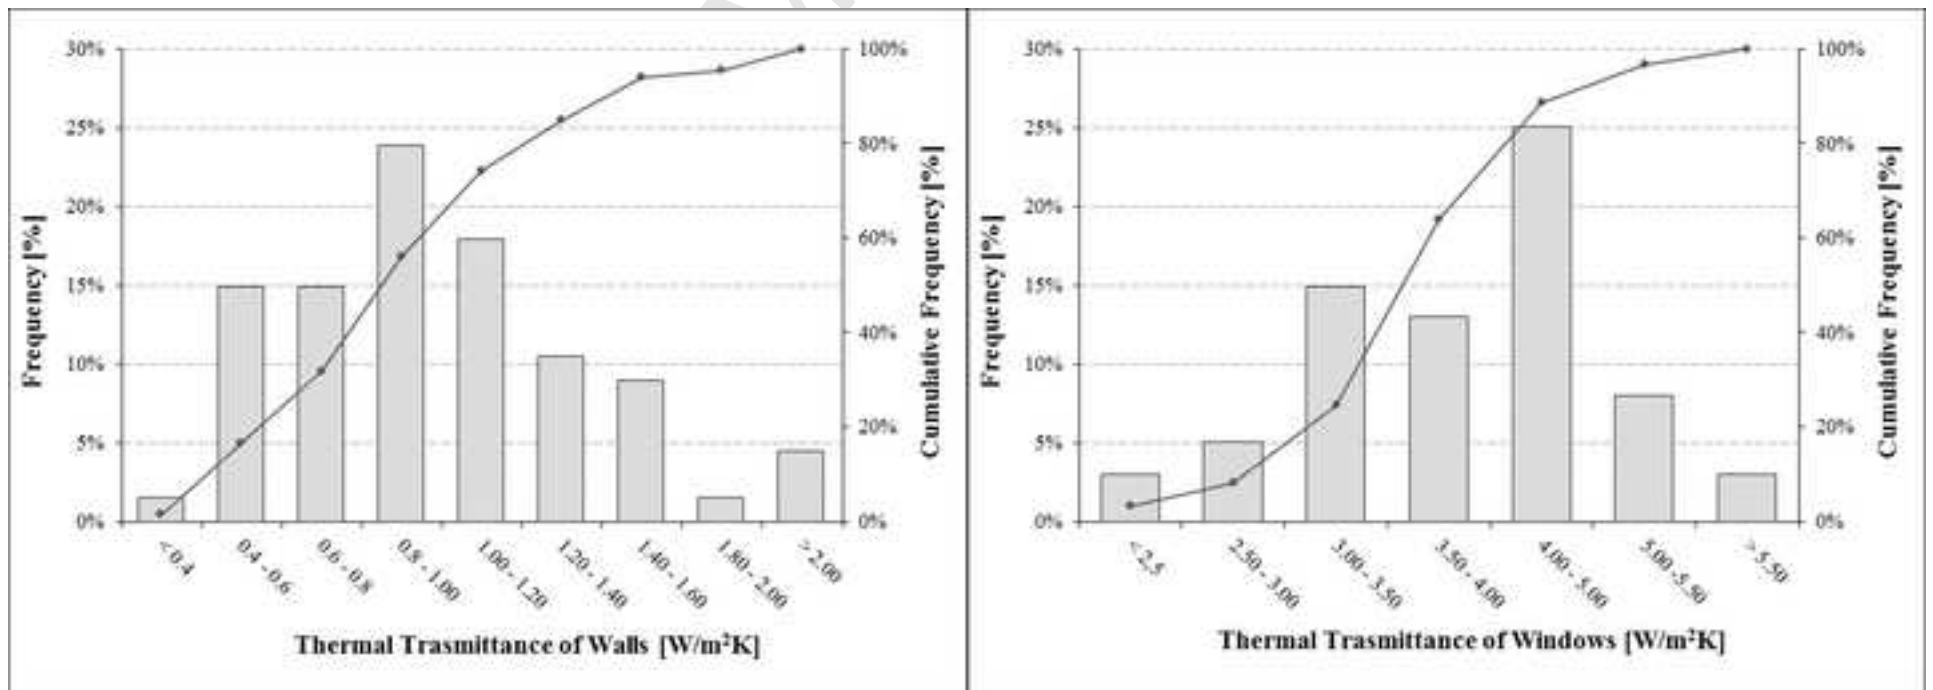 30%
25%
20%
15%
10%
5%
0%
Frequency [%]
100%
80%
60%
40%
20%
0%
Cumulative Frequency [%]
< 0.4
0.4 - 0.6
0.6 - 0.8
0.8 - 1.00
1.00 - 1.20
1.20 - 1.40
1.40 - 1.60
1.80 - 2.00
> 2.00
Thermal Trasmittance of Walls [W/m²K]
30%
25%
20%
15%
10%
5%
0%
Frequency [%]
100%
80%
60%
40%
20%
0%
Cumulative Frequency [%]
< 2.5
2.50 - 3.00
3.00 - 3.50
3.50 - 4.00
4.00 - 5.00
5.00 -5.50
> 5.50
Thermal Trasmittance of Windows [W/m²K]